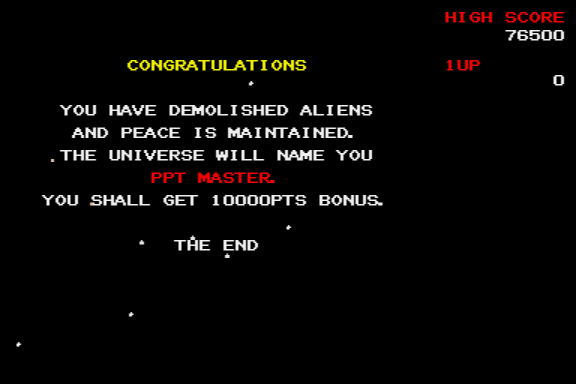 HIGH SCORE
76500
CONGRATULATIONS
1UP
0
YOU HAVE DEMOLISHED ALIENS
AND PEACE IS MAINTAINED.
THE UNIVERSE WILL NAME YOU
PPT MASTER.
YOU SHALL GET 10000PTS BONUS.
THE END